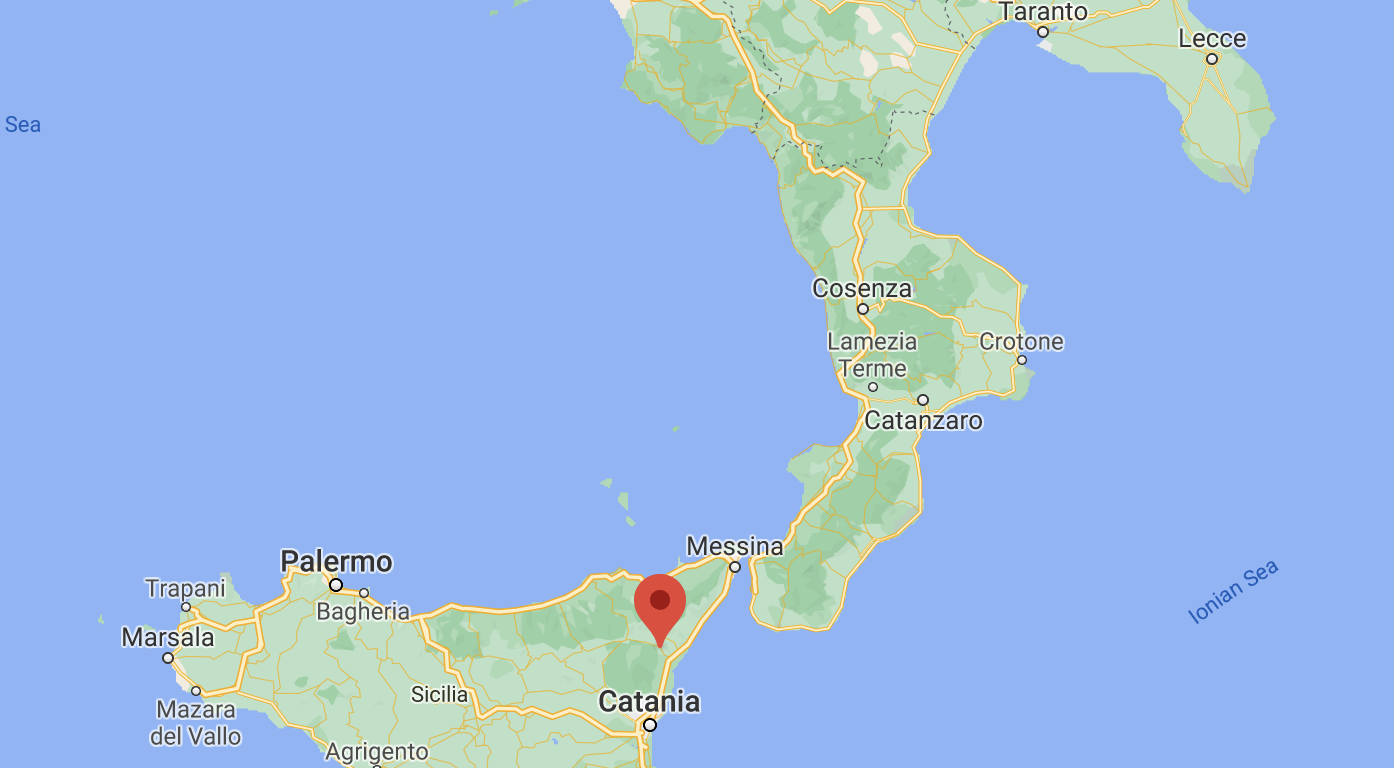 Taranto
Lecce
Sea
Cosenza
Lamezia
Terme
Crotone
Catanzaro
Messina
Palermo
Trapani
Bagheria
Ionian Sea
Marsala
Sicilia
Catania
Mazara
del Vallo
Agrigento